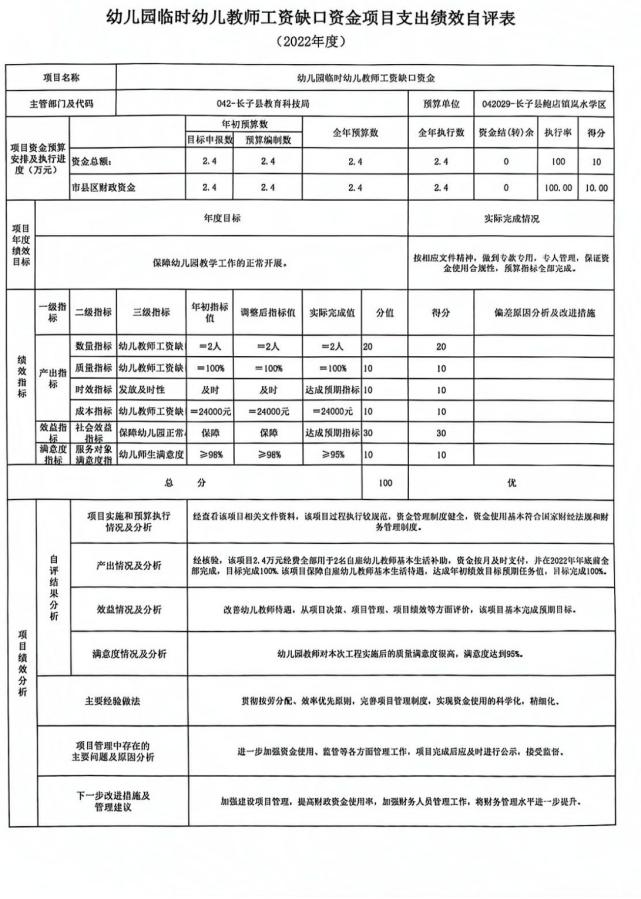 幼儿园临时幼儿教师工资缺口资金项目支出绩效自评表
（2022年度）
项目名称 幼儿园临时幼儿教师工资缺口资金
主管部门及代码 042-长子县教育科技局 预算单位 042029-长子县鲍店镇岚水学区
项目资金预算安排及执行进度（万元） 年初预算数 全年预算数 全年执行数 资金结(转)余 执行率 得分
目标申报数 预算编制数
资金总额: 2.4 2.4 2.4 2.4 0 100 10
市县区财政资金 2.4 2.4 2.4 2.4 0 100.00 10.00
项目年度绩效目标 年度目标 实际完成情况
保障幼儿园教学工作的正常开展。 按相应文件精神，做到专款专用，专人管理，保证资
金使用合规性，预算指标全部完成。
绩效指标 一级指标 二级指标 三级指标 年初指标值 调整后指标值 实际完成值 分值 得分 偏差原因分析及改进措施
产出指标 数量指标 幼儿教师工资缺 ＝2人 ＝2人 ＝2人 20 20
质量指标 幼儿教师工资缺 ＝100% ＝100% ＝100% 10 10
时效指标 发放及时性 及时 及时 达成预期指标 10 10
成本指标 幼儿教师工资缺 ＝24000元 ＝24000元 ＝24000元 10 10
效益指标 社会效益指标 保障幼儿园正常 保障 保障 达成预期指标 30 30
满意度指标 服务对象满意度指 幼儿师生满意度 ≥98% ≥98% ≥95% 10 10
总 分 100 优
项目绩效分析 自评结果分析 项目实施和预算执行
情况及分析
经查看该项目相关文件资料，该项目过程执行较规范，资金管理制度健全，资金使用基本符合国家财经法规和财
务管理制度。
产出情况及分析
经核验，该项目2.4万元经费全部用于2名自雇幼儿教师基本生活补助，资金按月及时支付，并在2022年年底前全
部完成，目标完成100%.该项目保障自雇幼儿教师基本生活待遇，达成年初绩效目标预期任务值，目标完成100%。
效益情况及分析 改善幼儿教师待遇，从项目决策、项目管理、项目绩效等方面评价，该项目基本完成预期目标。
满意度情况及分析 幼儿园教师对本次工程实施后的质量满意度很高，满意度达到95%。
主要经验做法 贯彻按劳分配、效率优先原则，完善项目管理制度，实现资金使用的科学化，精细化。
项目管理中存在的
主要问题及原因分析
进一步加强资金使用、监管等各方面管理工作，项目完成后应及时进行公示，接受监督。
下一步改进措施及
管理建议
加强建设项目管理，提高财政资金使用率，加强财务人员管理工作，将财务管理水平进一步提升。